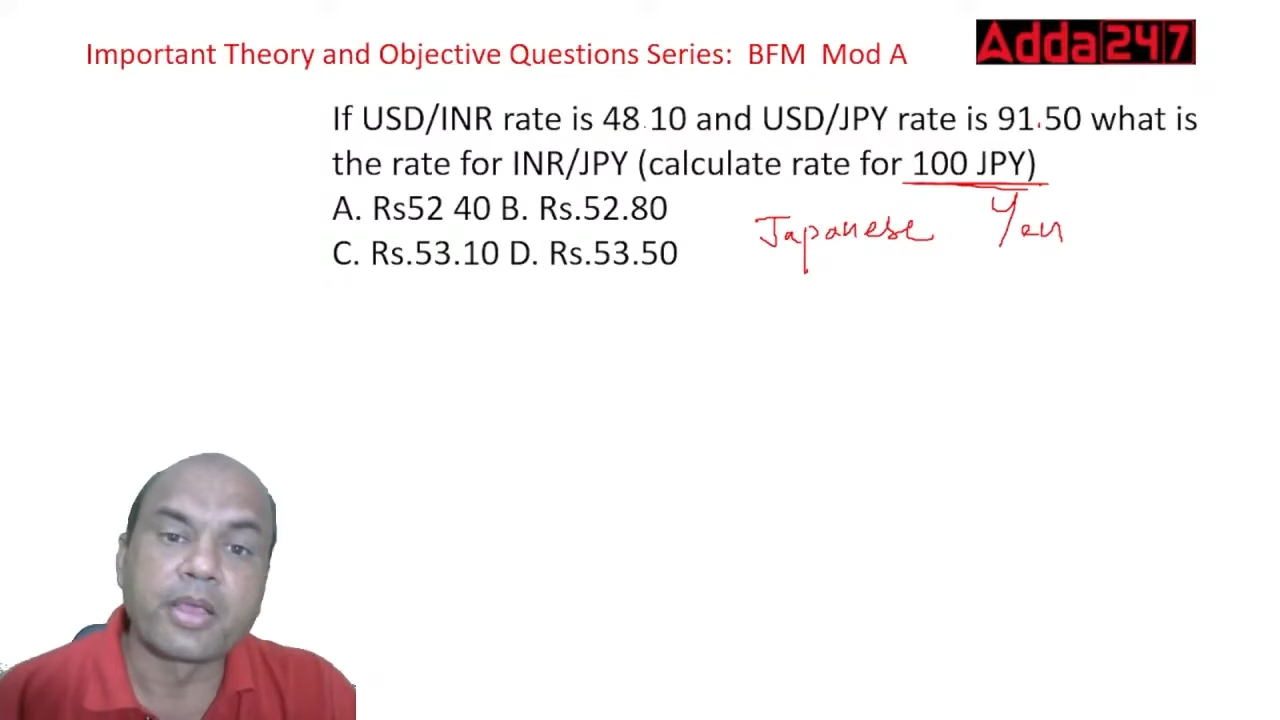 Important Theory and Objective Questions Series: BFM Mod A
Adda247
If USD/INR rate is 48.10 and USD/JPY rate is 91.50 what is
the rate for INR/JPY (calculate rate for 100 JPY)
A. Rs52 40 B. Rs.52.80
C. Rs.53.10 D. Rs.53.50
Japanese Yen